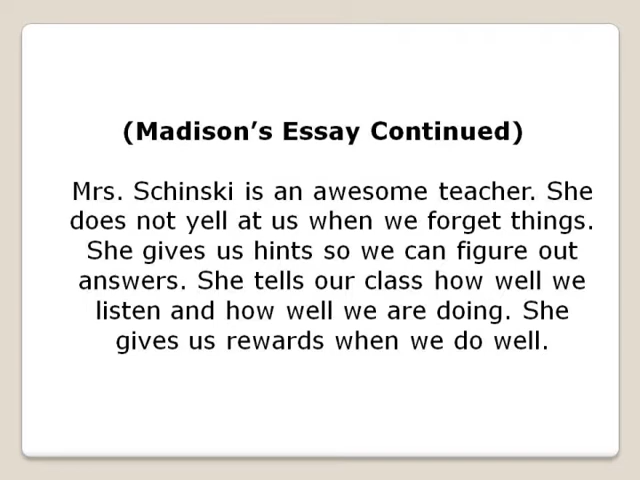 (Madison’s Essay Continued)
Mrs. Schinski is an awesome teacher. She
does not yell at us when we forget things.
She gives us hints so we can figure out
answers. She tells our class how well we
listen and how well we are doing. She
gives us rewards when we do well.